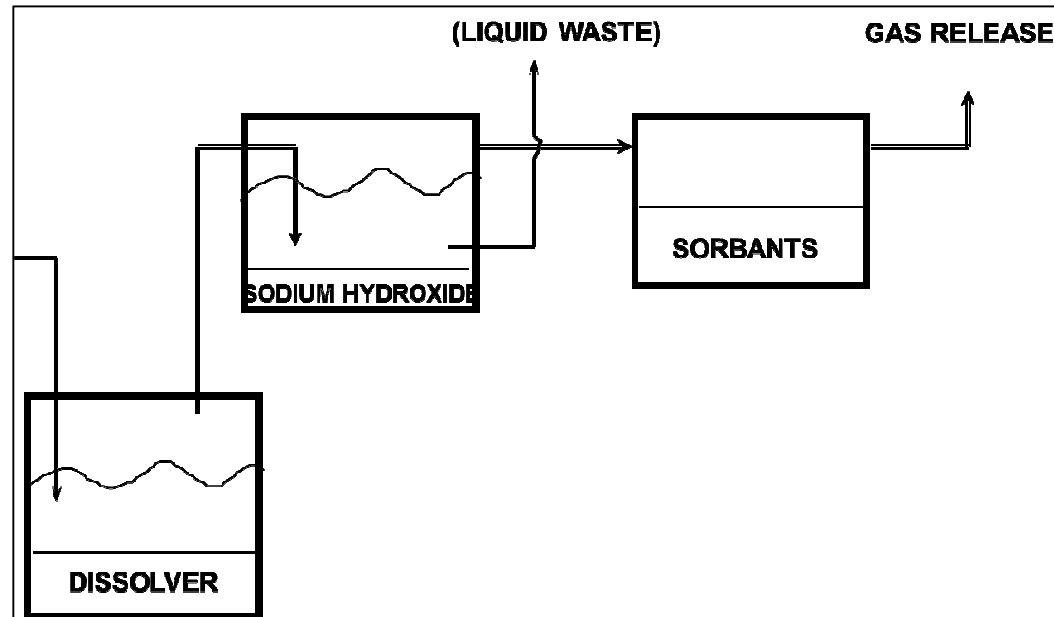 (LIQUID WASTE)
GAS RELEASE
SORBANTS
SODIUM HYDROXIDE
DISSOLVER